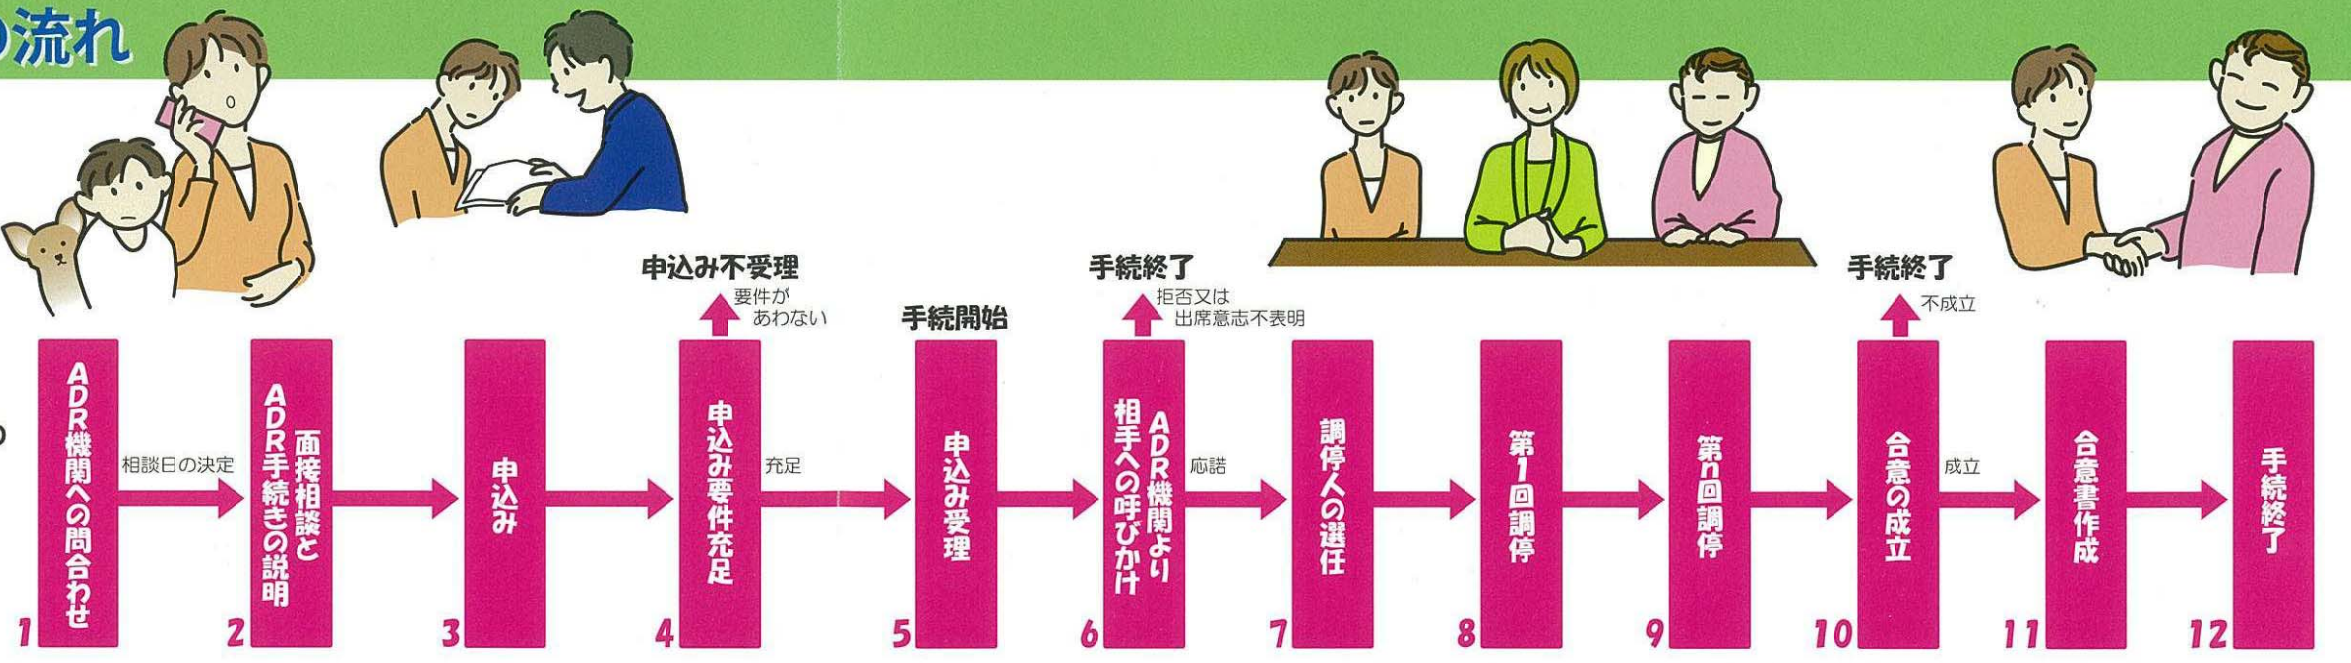 の流れ
申込み不受理
要件が
あわない
手続開始
手続終了
拒否又は
出席意志不表明
手続終了
不成立
1
ADR機関への問合わせ
相談日の決定
2
面接相談と
ADR手続きの説明
3
申込み
4
申込み要件充足
充足
5
申込み受理
6
ADR機関より
相手への呼びかけ
応諾
7
調停人の選任
8
第1回調停
9
第n回調停
10
合意の成立
成立
11
合意書作成
12
手続終了